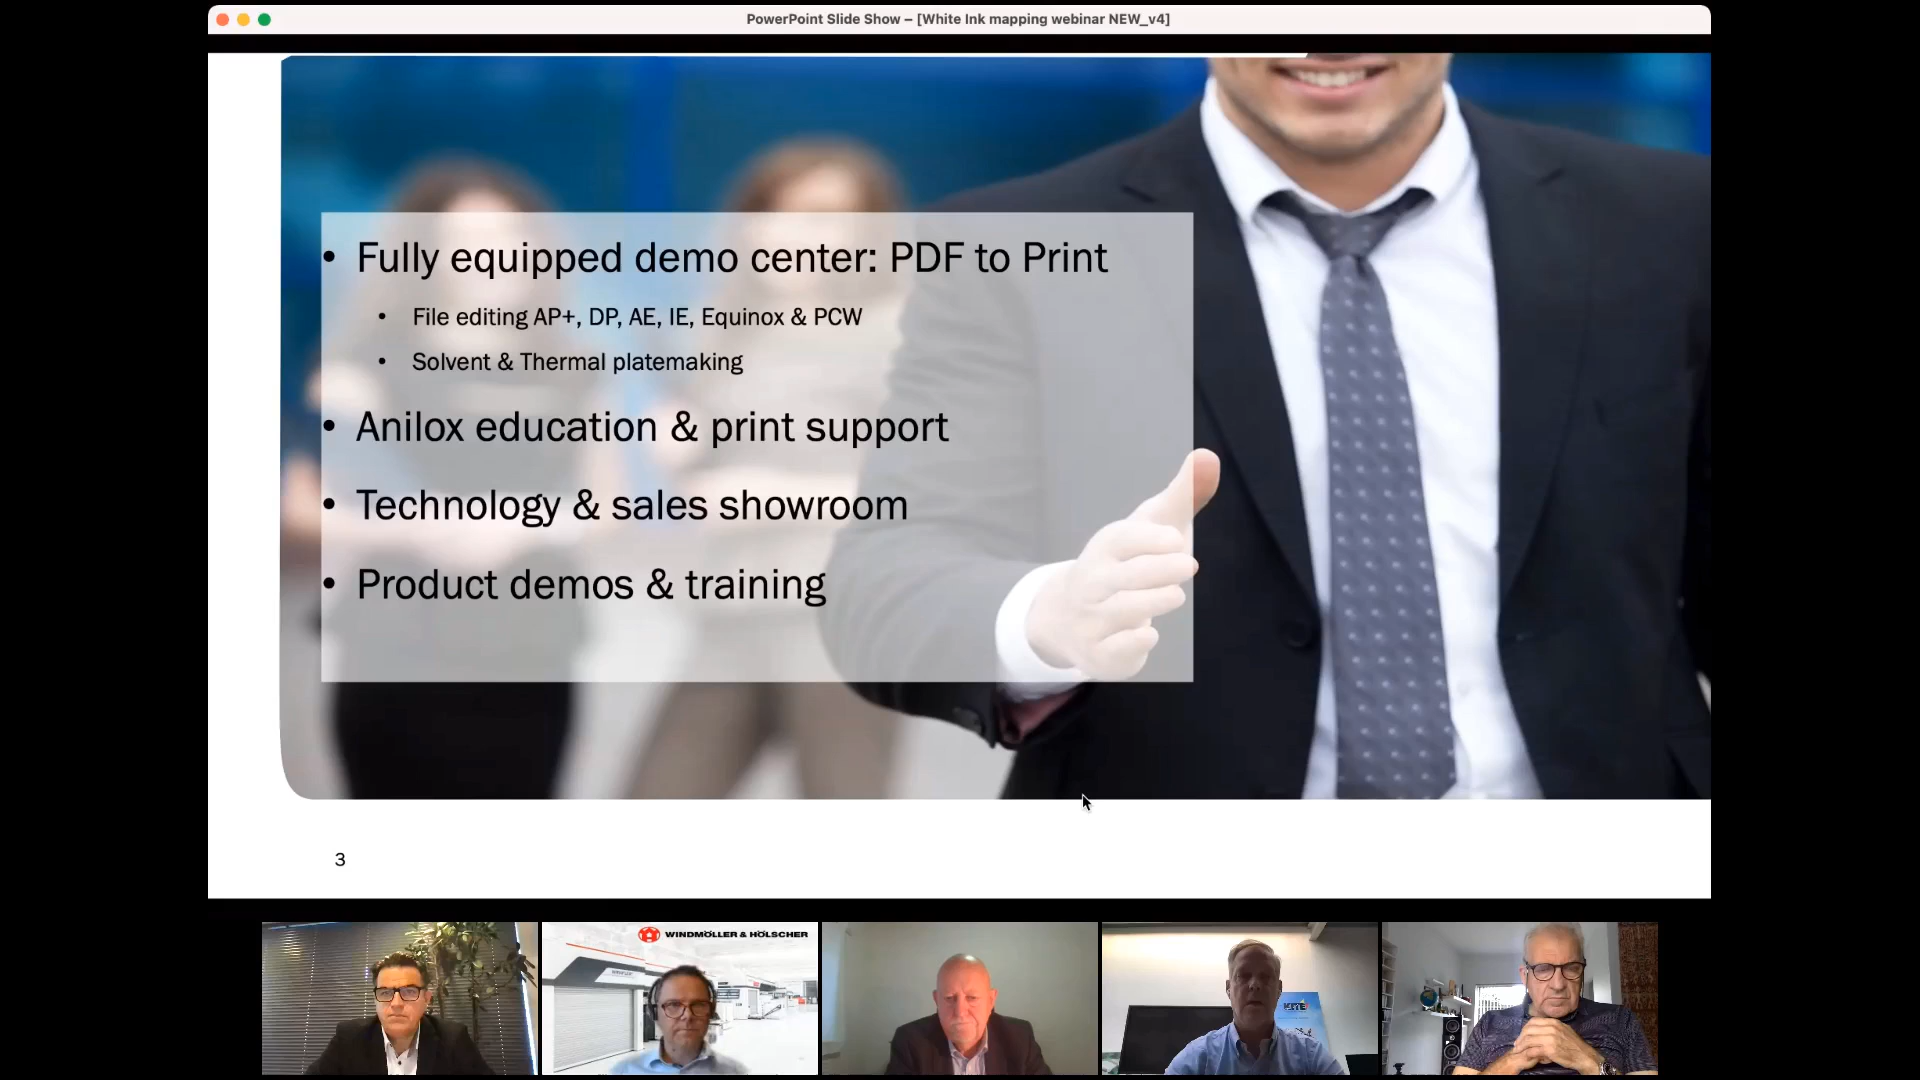 PowerPoint Slide Show – [White Ink mapping webinar NEW_v4]
• Fully equipped demo center: PDF to Print
• File editing AP+, DP, AE, IE, Equinox & PCW
• Solvent & Thermal platemaking
• Anilox education & print support
• Technology & sales showroom
• Product demos & training
3
WINDMÖLLER & HÖLSCHER